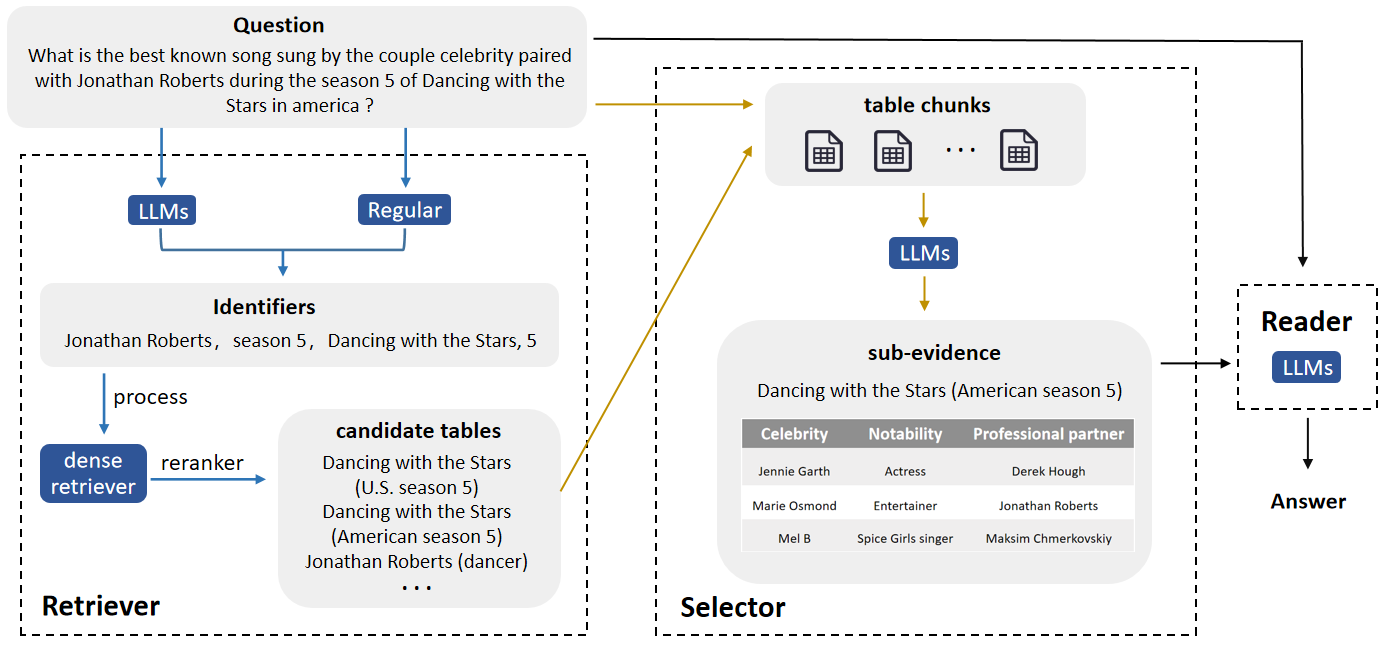 Question
What is the best known song sung by the couple celebrity paired
with Jonathan Roberts during the season 5 of Dancing with the
Stars in america ?
LLMs
Regular
Identifiers
Jonathan Roberts, season 5, Dancing with the Stars, 5
process
dense
retriever
reranker
candidate tables
Dancing with the Stars
(U.S. season 5)
Dancing with the Stars
(American season 5)
Jonathan Roberts (dancer)
...
Retriever
table chunks
...
LLMs
sub-evidence
Dancing with the Stars (American season 5)
Celebrity Notability Professional partner
Jennie Garth Actress Derek Hough
Marie Osmond Entertainer Jonathan Roberts
Mel B Spice Girls singer Maksim Chmerkovskiy
Selector
Reader
LLMs
Answer